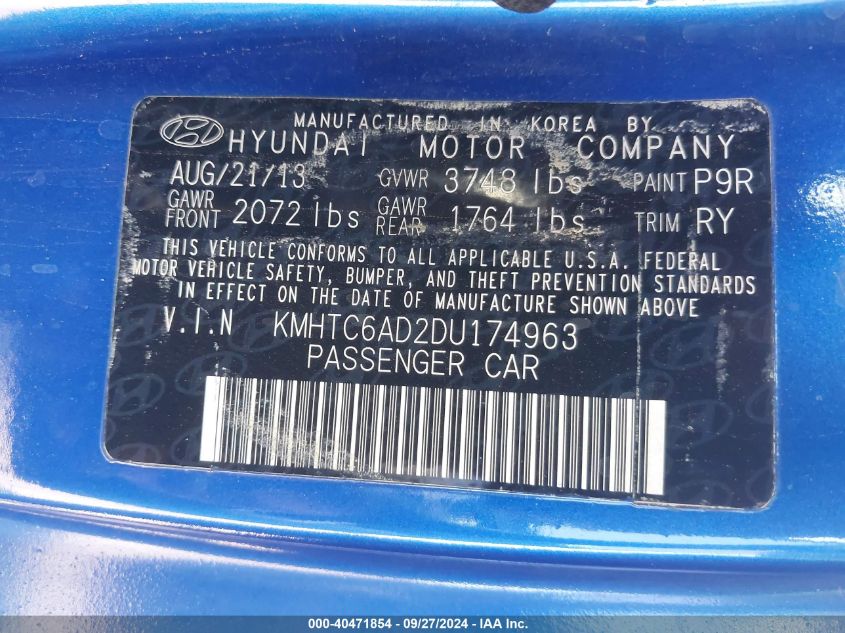 MANUFACTURED IN KOREA BY
HYUNDAI MOTOR COMPANY
AUG/21/13 GVWR 3748 lbs PAINT P9R
GAWR FRONT 2072 lbs GAWR REAR 1764 lbs TRIM RY
THIS VEHICLE CONFORMS TO ALL APPLICABLE U.S.A. FEDERAL
MOTOR VEHICLE SAFETY, BUMPER, AND THEFT PREVENTION STANDARDS
IN EFFECT ON THE DATE OF MANUFACTURE SHOWN ABOVE
V.I.N KMHTC6AD2DU174963
PASSENGER CAR
000-40471854 - 09/27/2024 - IAAI.com